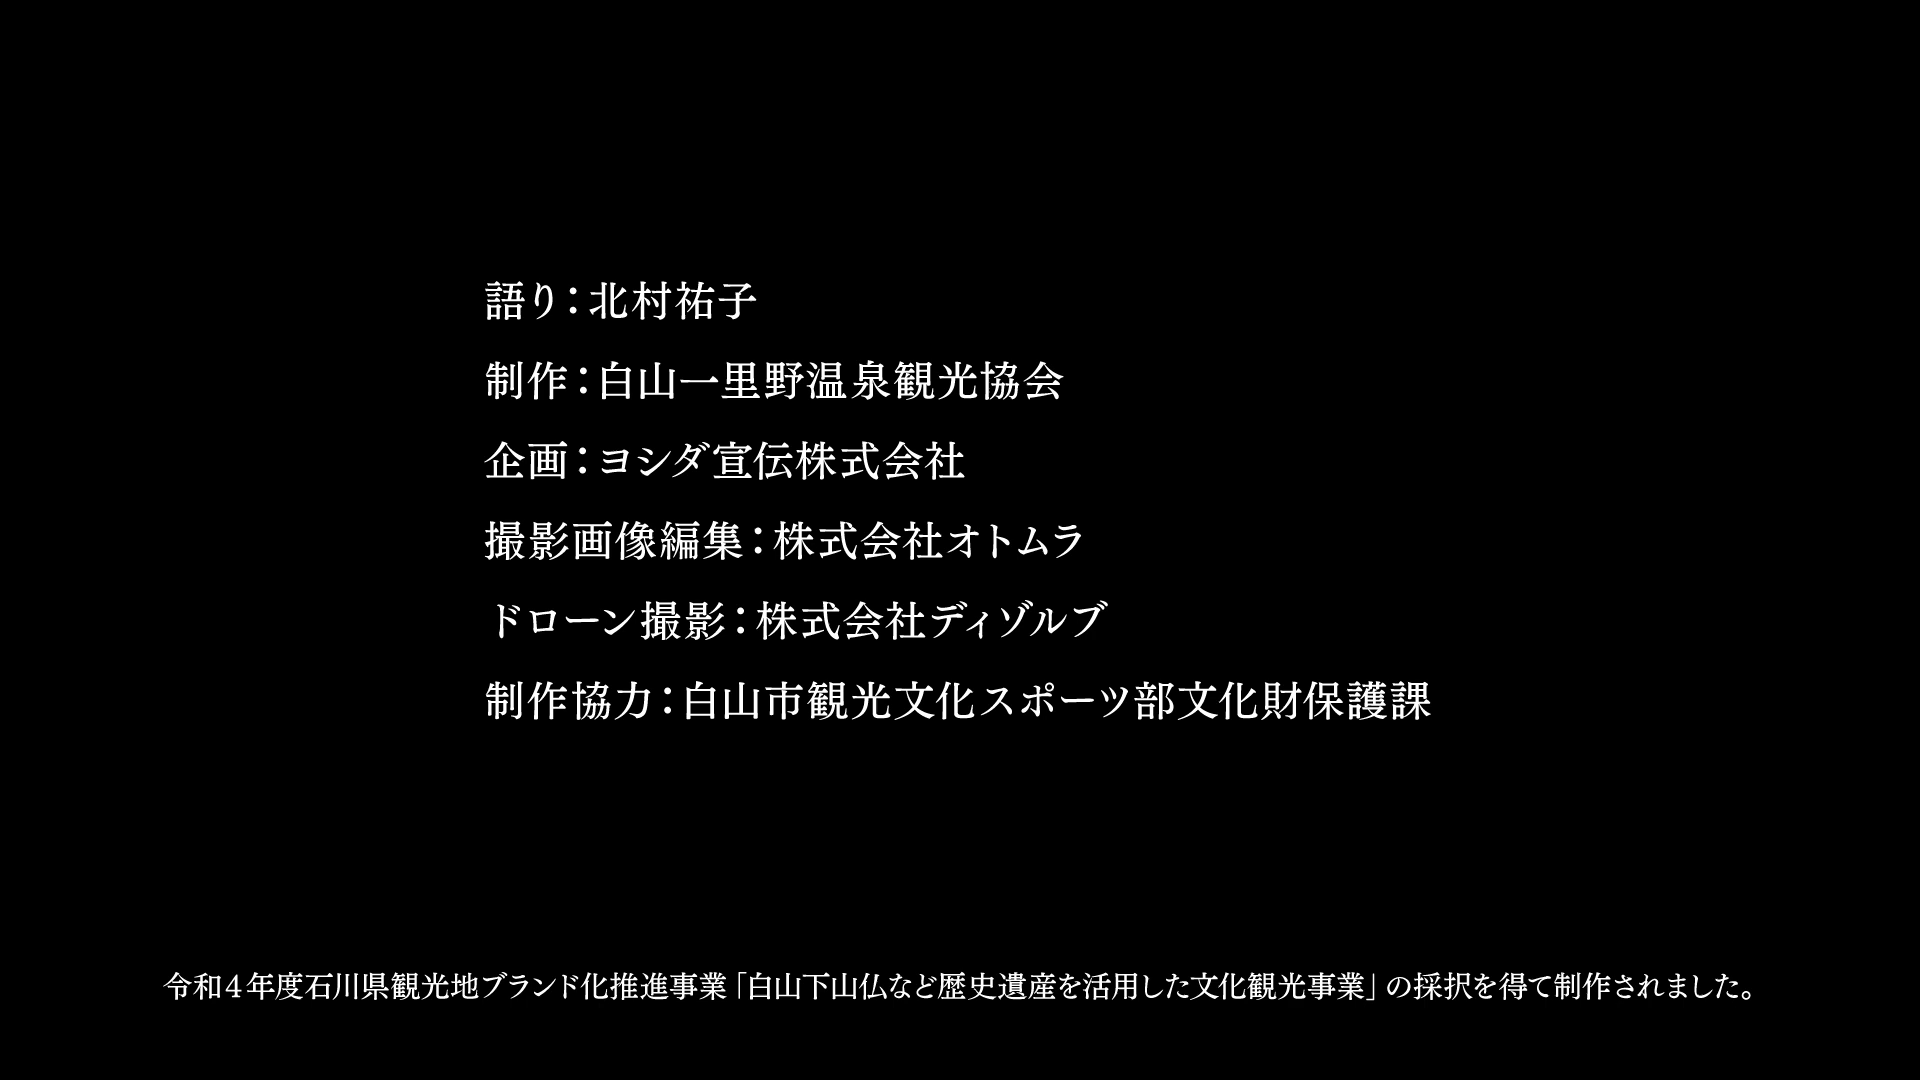 語り：北村祐子
制作：白山一里野温泉観光協会
企画：ヨシダ宣伝株式会社
撮影画像編集：株式会社オトムラ
ドローン撮影：株式会社ディゾルブ
制作協力：白山市観光文化スポーツ部文化財保護課
令和４年度石川県観光地ブランド化推進事業「白山下山仏など歴史遺産を活用した文化観光事業」の採択を得て制作されました。